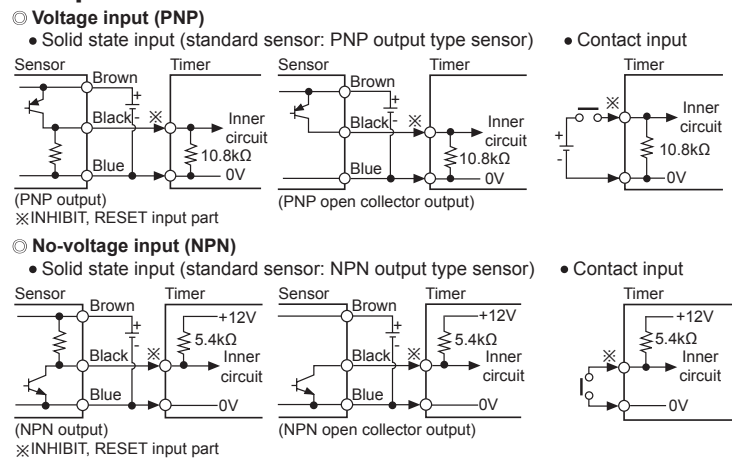 ◎ Voltage input (PNP)
● Solid state input (standard sensor: PNP output type sensor)
● Contact input
Sensor
Timer
Brown
+
-
Black
※
Inner
circuit
10.8kΩ
Blue
0V
(PNP output)
※INHIBIT, RESET input part
Sensor
Timer
Brown
+
-
Black
※
Inner
circuit
10.8kΩ
Blue
0V
(PNP open collector output)
Timer
※
Inner
circuit
+
-
10.8kΩ
0V
◎ No-voltage input (NPN)
● Solid state input (standard sensor: NPN output type sensor)
● Contact input
Sensor
Timer
Brown
+12V
+
-
5.4kΩ
Black
※
Inner
circuit
Blue
0V
(NPN output)
※INHIBIT, RESET input part
Sensor
Timer
Brown
+12V
+
-
5.4kΩ
Black
※
Inner
circuit
Blue
0V
(NPN open collector output)
Timer
+12V
5.4kΩ
※
Inner
circuit
0V